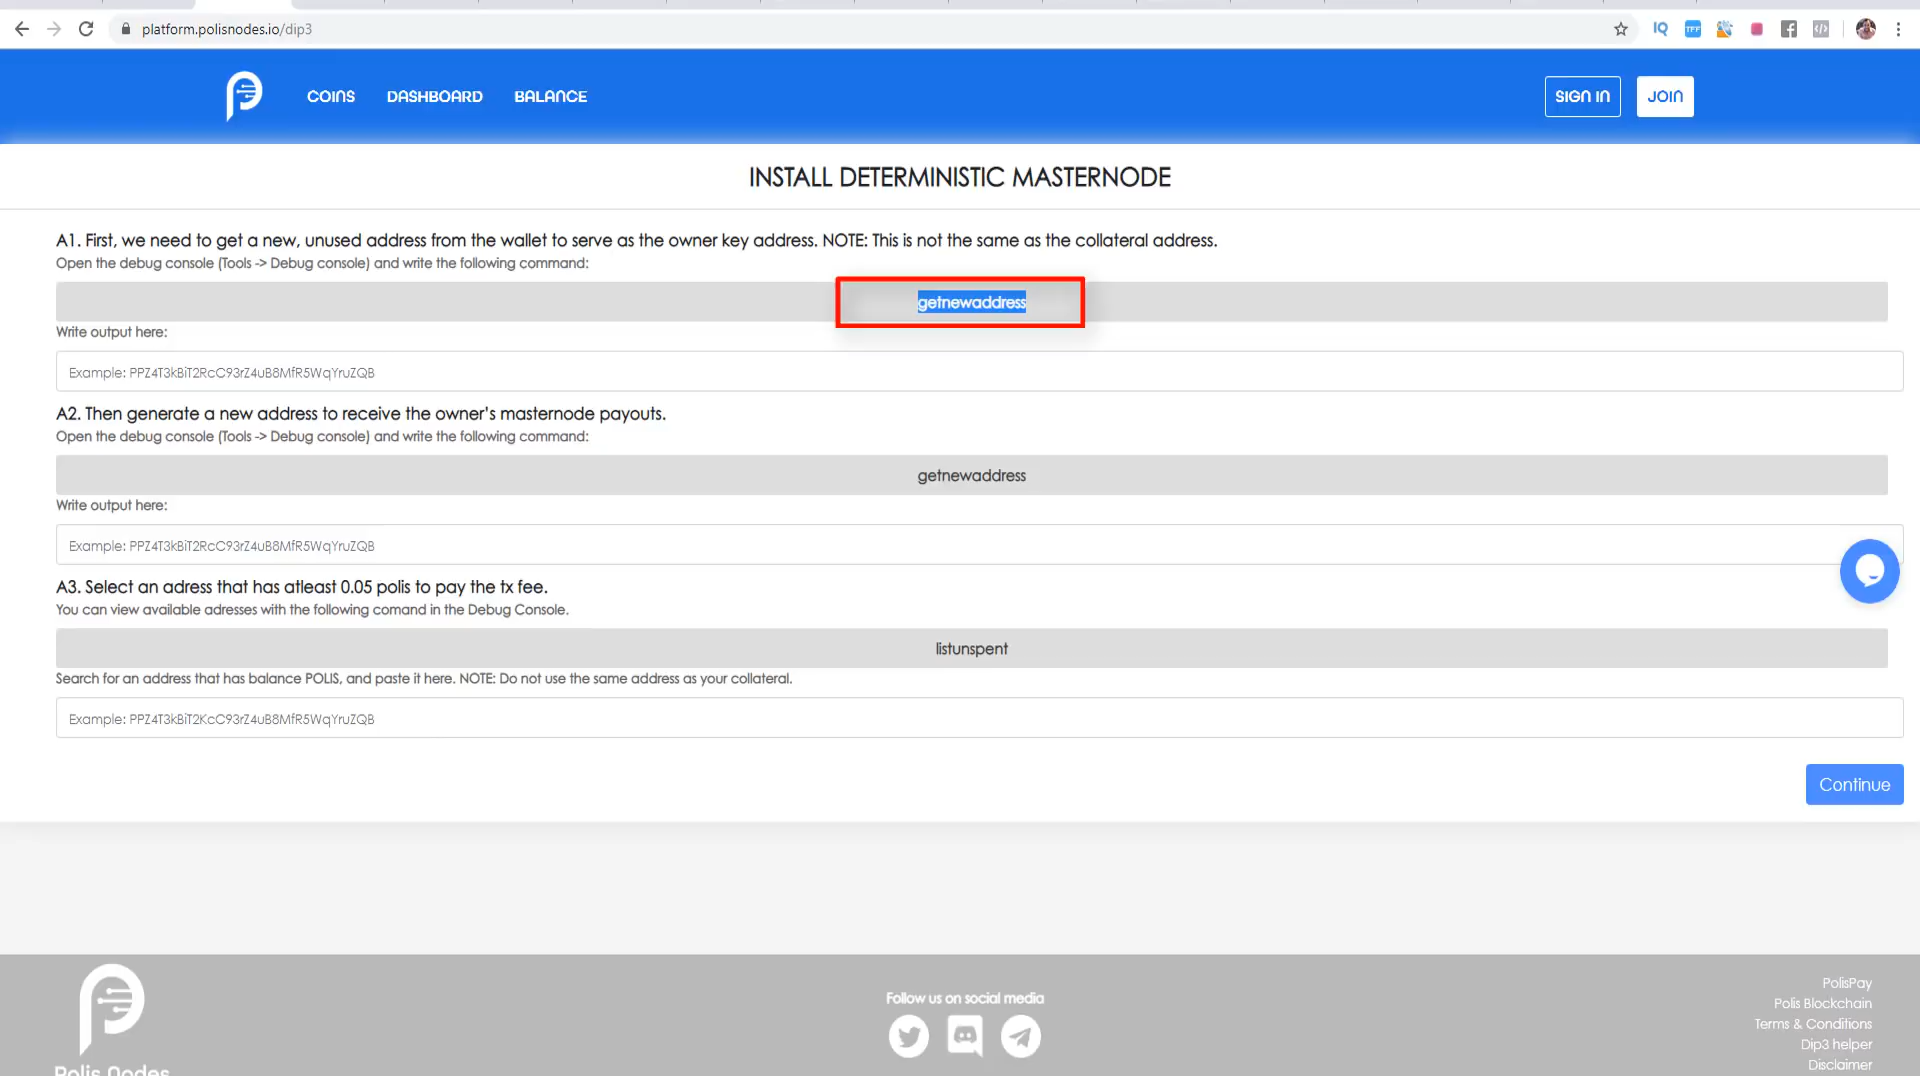 platform.polisnodes.io/dip3
IQ
TFF
COINS DASHBOARD BALANCE
SIGN IN JOIN
INSTALL DETERMINISTIC MASTERNODE
A1. First, we need to get a new, unused address from the wallet to serve as the owner key address. NOTE: This is not the same as the collateral address.
Open the debug console (Tools -> Debug console) and write the following command:
getnewaddress
Write output here:
Example: PPZ4T3kBiT2RcC93rZ4uB8MfR5WqYruZQB
A2. Then generate a new address to receive the owner’s masternode payouts.
Open the debug console (Tools -> Debug console) and write the following command:
getnewaddress
Write output here:
Example: PPZ4T3kBiT2RcC93rZ4uB8MfR5WqYruZQB
A3. Select an adress that has atleast 0.05 polis to pay the tx fee.
You can view available adresses with the following comand in the Debug Console.
listunspent
Search for an address that has balance POLIS, and paste it here. NOTE: Do not use the same address as your collateral.
Example: PPZ4T3kBiT2KcC93rZ4uB8MfR5WqYruZQB
Continue
Follow us on social media
PolisPay
Polis Blockchain
Terms & Conditions
Dip3 helper
Disclaimer
Polis Nodes